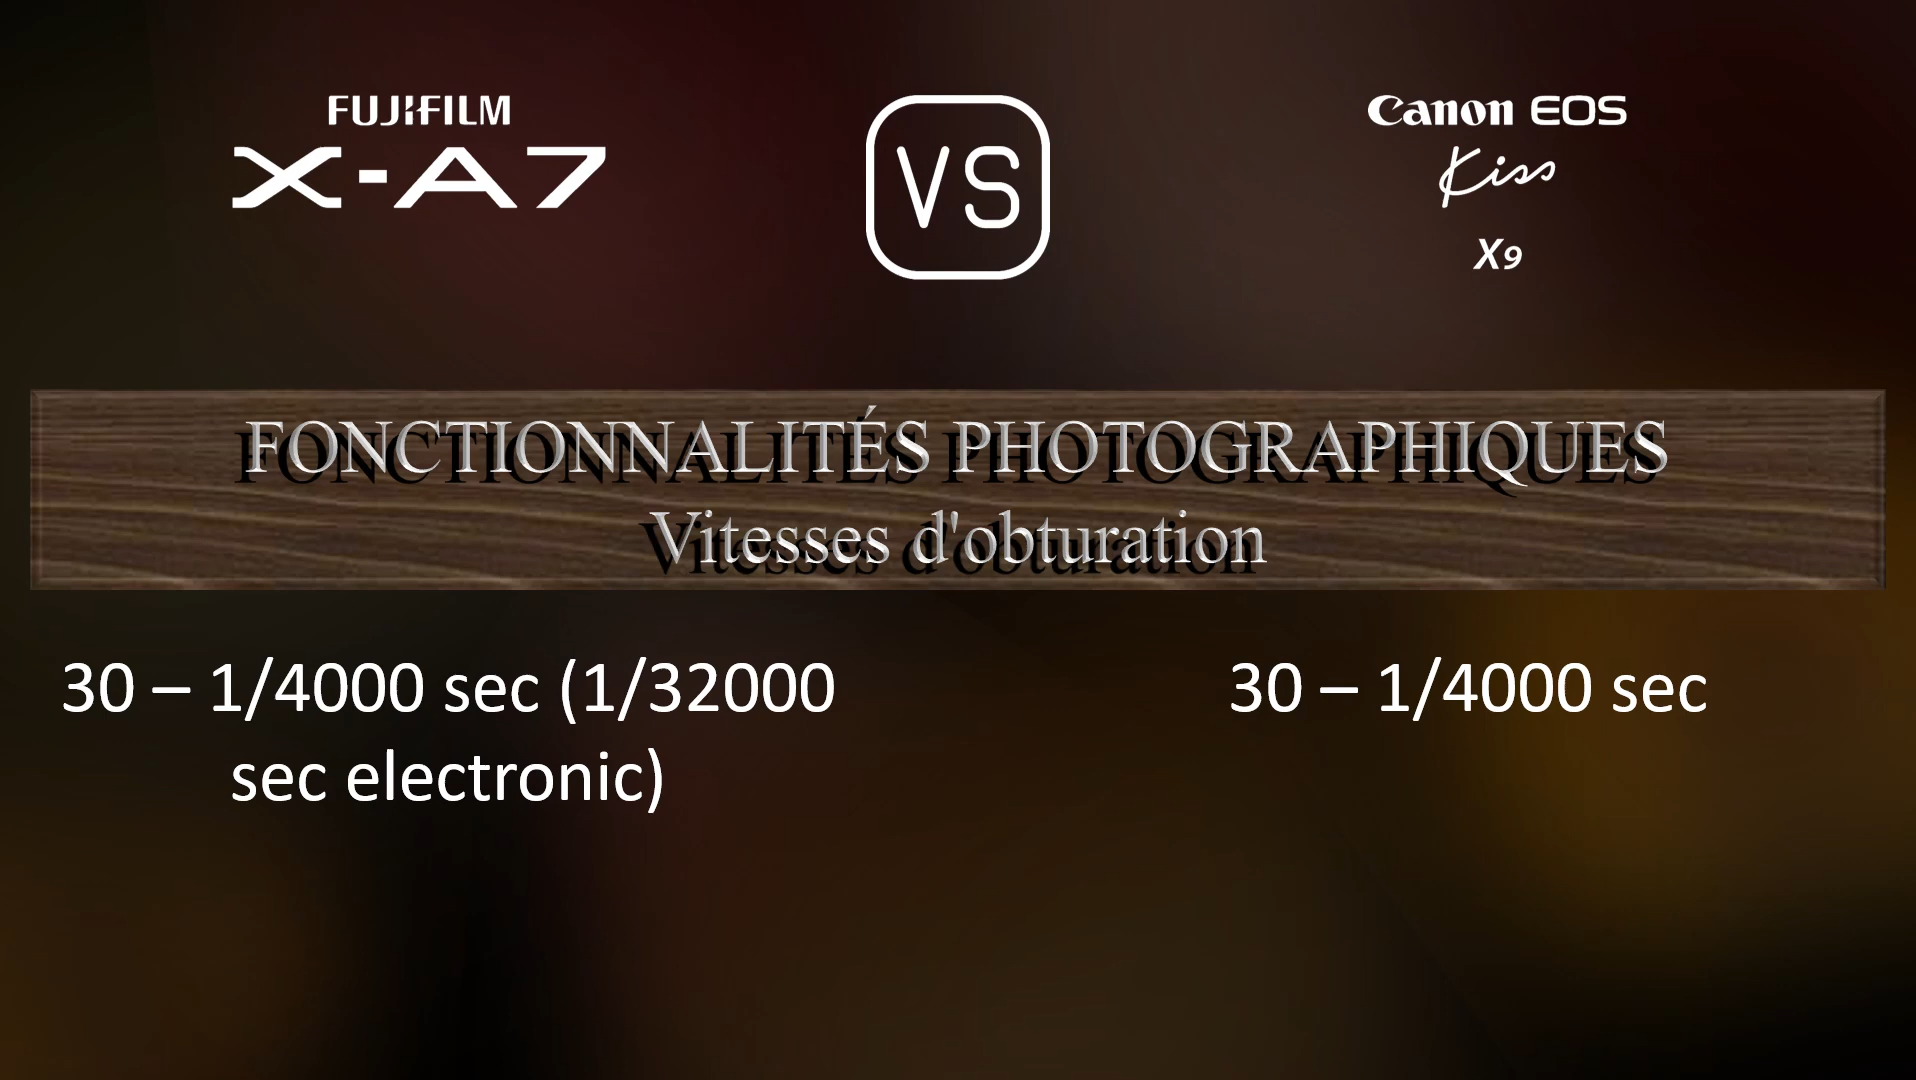 FUJIFILM
X-A7
VS
Canon EOS
Kiss
X9
FONCTIONNALITÉS PHOTOGRAPHIQUES
Vitesses d'obturation
30 – 1/4000 sec (1/32000
sec electronic)
30 – 1/4000 sec